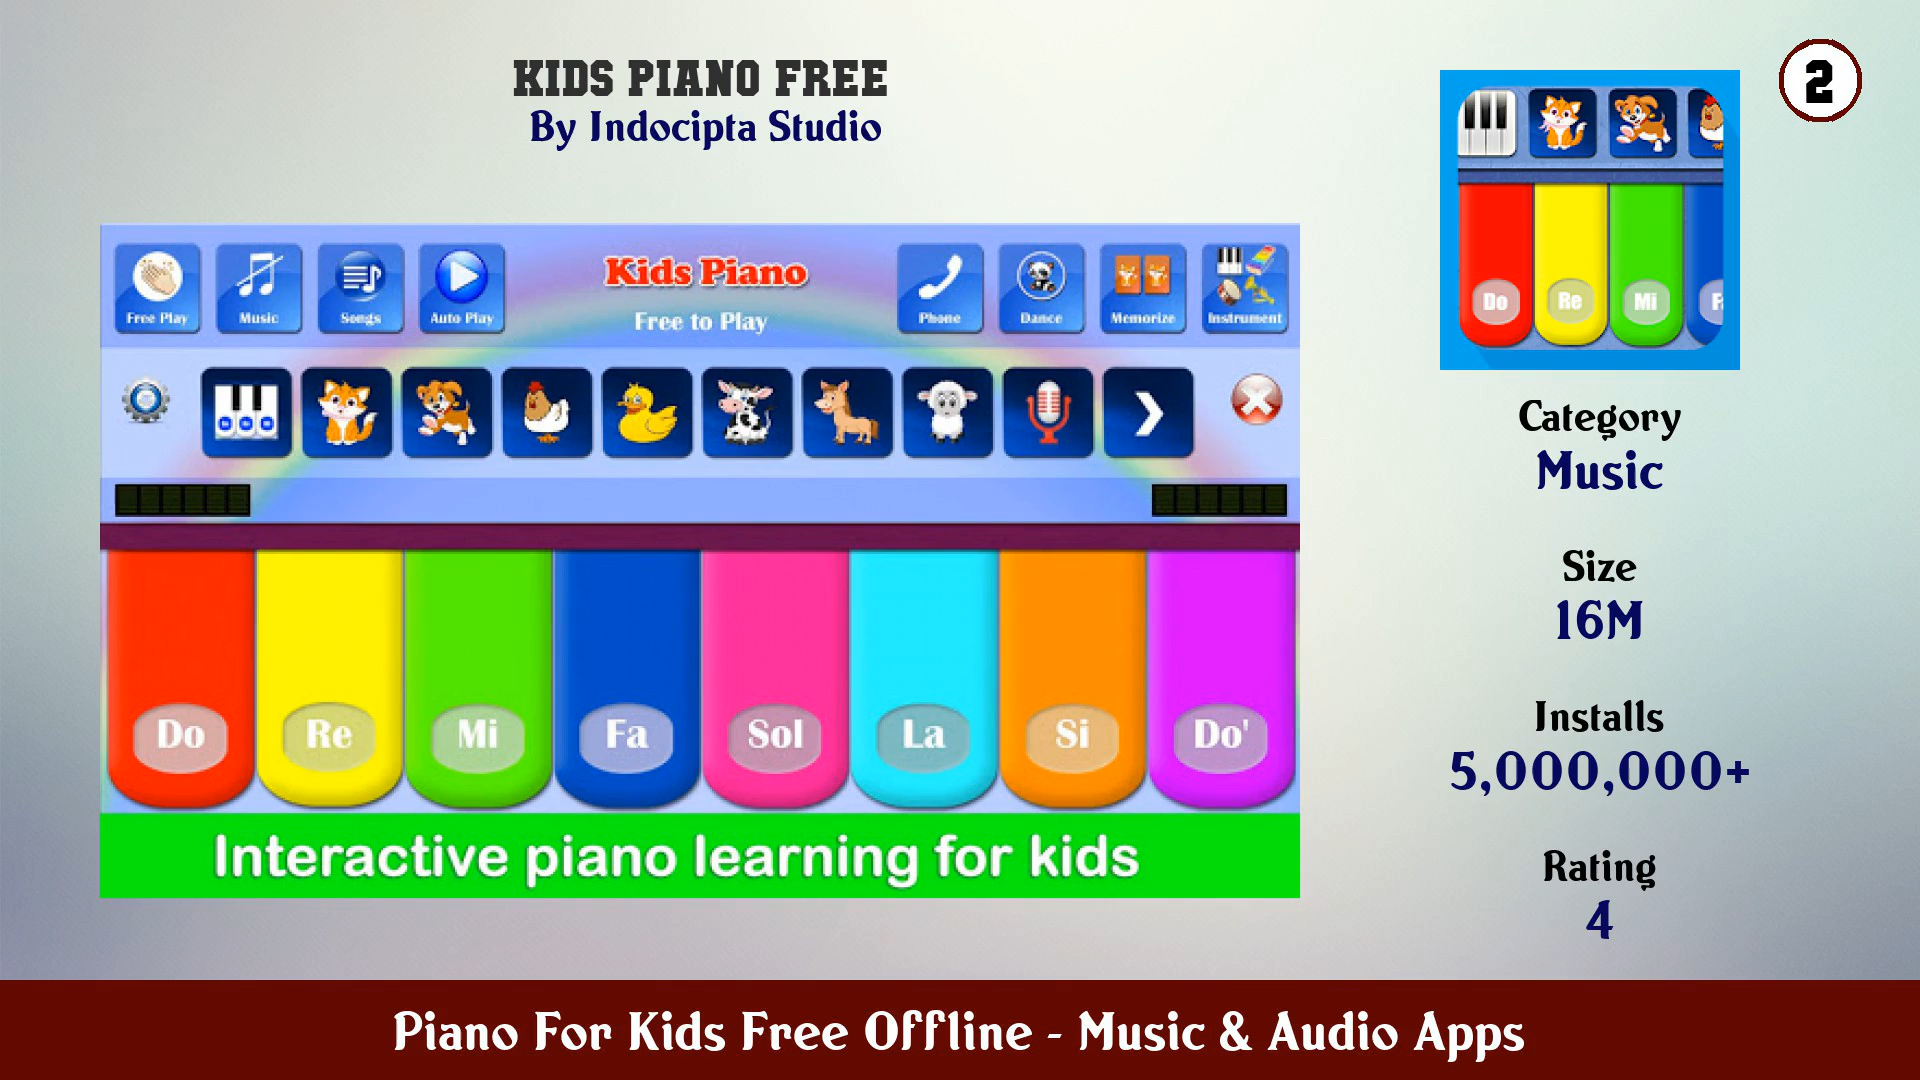 KIDS PIANO FREE
By Indocipta Studio
2
Free Play
Music
Songs
Auto Play
Kids Piano
Free to Play
Phone
Dance
Memorize
Instrument
Do
Re
Mi
Fa
Sol
La
Si
Do'
Interactive piano learning for kids
Do
Re
Mi
Category
Music
Size
16M
Installs
5,000,000+
Rating
4
Piano For Kids Free Offline - Music & Audio Apps